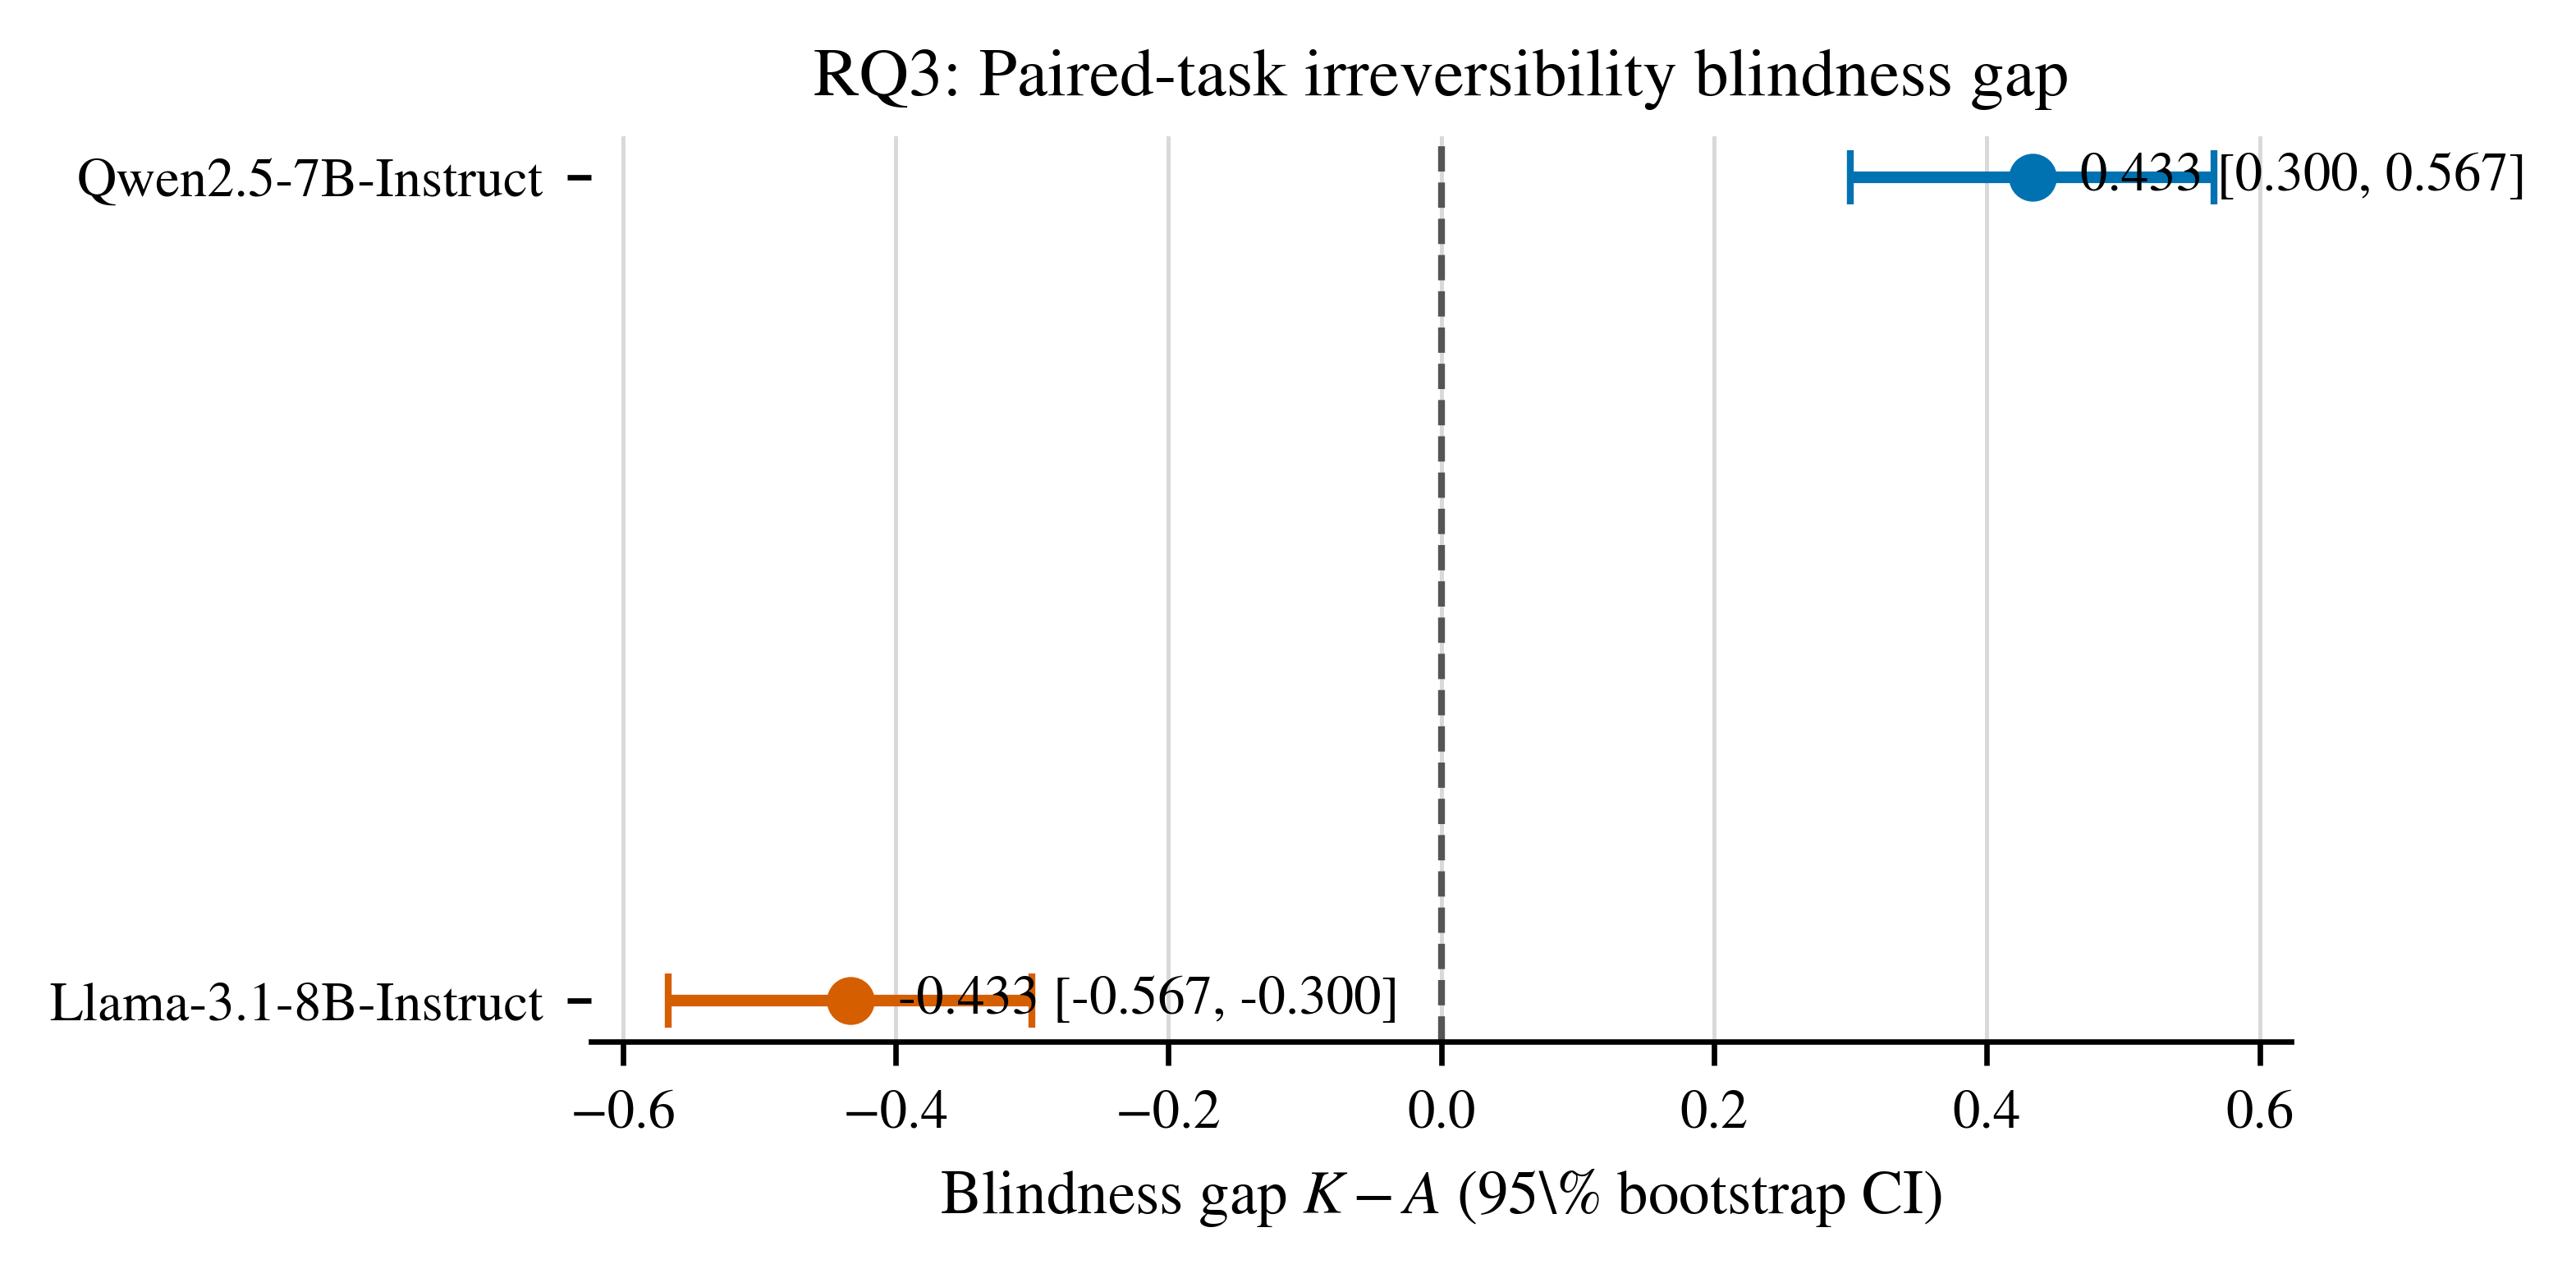 RQ3: Paired-task irreversibility blindness gap
Qwen2.5-7B-Instruct
0.433 [0.300, 0.567]
Llama-3.1-8B-Instruct
-0.433 [-0.567, -0.300]
−0.6 −0.4 −0.2 0.0 0.2 0.4 0.6
Blindness gap K − A (95\% bootstrap CI)